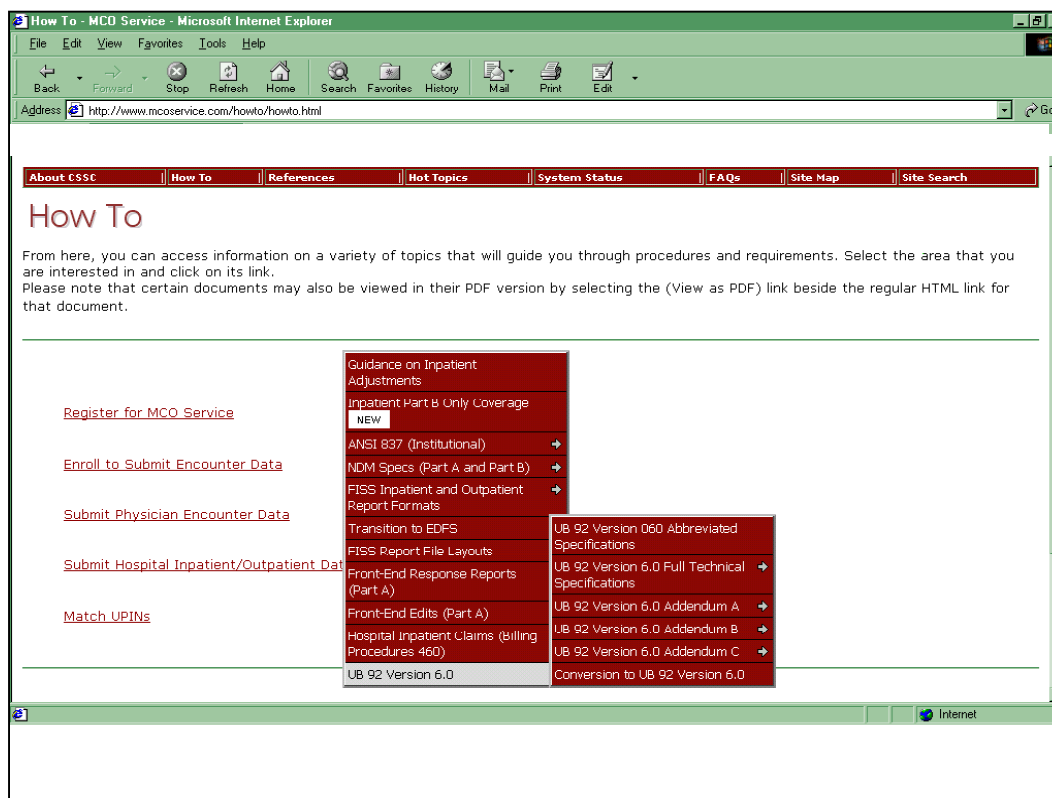 How To - MCO Service - Microsoft Internet Explorer
File Edit View Favorites Tools Help
Back Forward Stop Refresh Home Search Favorites History Mail Print Edit
Address http://www.mcoservice.com/howto/howto.html Go
About CSSC How To References Hot Topics System Status FAQs Site Map Site Search
How To
From here, you can access information on a variety of topics that will guide you through procedures and requirements. Select the area that you
are interested in and click on its link.
Please note that certain documents may also be viewed in their PDF version by selecting the (View as PDF) link beside the regular HTML link for
that document.
Register for MCO Service
Enroll to Submit Encounter Data
Submit Physician Encounter Data
Submit Hospital Inpatient/Outpatient Dat
Match UPINs
Guidance on Inpatient
Adjustments
Inpatient Part B Only Coverage
NEW
ANSI 837 (Institutional)
NDM Specs (Part A and Part B)
FISS Inpatient and Outpatient
Report Formats
Transition to EDFS
FISS Report File Layouts
Front-End Response Reports
(Part A)
Front-End Edits (Part A)
Hospital Inpatient Claims (Billing
Procedures 460)
UB 92 Version 6.0
UB 92 Version 060 Abbreviated
Specifications
UB 92 Version 6.0 Full Technical
Specifications
UB 92 Version 6.0 Addendum A
UB 92 Version 6.0 Addendum B
UB 92 Version 6.0 Addendum C
Conversion to UB 92 Version 6.0
Internet